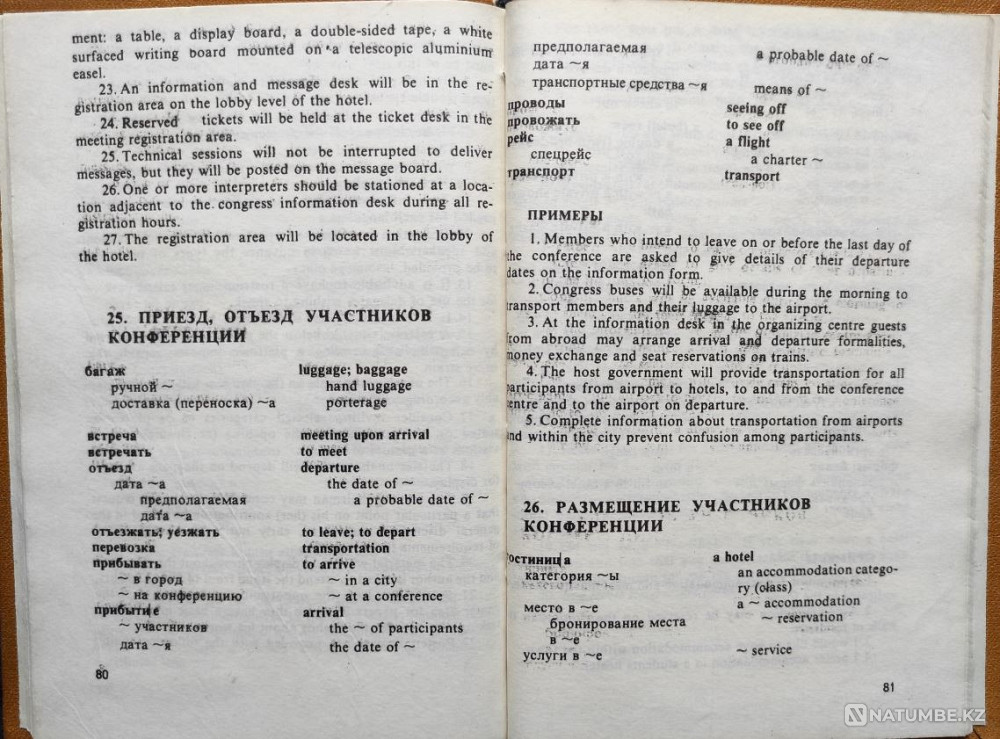 ment: a table, a display board, a double-sided tape, a white
surfaced writing board mounted on a telescopic aluminium
easel.
23. An information and message desk will be in the re-
gistration area on the lobby level of the hotel.
24. Reserved tickets will be held at the ticket desk in the
meeting registration area.
25. Technical sessions will not be interrupted to deliver
messages, but they will be posted on the message board.
26. One or more interpreters should be stationed at a loca-
tion adjacent to the congress information desk during all re-
gistration hours.
27. The registration area will be located in the lobby of
the hotel.
25. ПРИЕЗД, ОТЪЕЗД УЧАСТНИКОВ
КОНФЕРЕНЦИИ
багаж luggage; baggage
ручной ~ hand luggage
доставка (переноска) ~а porterage
встреча meeting upon arrival
встречать to meet
отъезд departure
дата ~а the date of ~
предполагаемая a probable date of ~
дата ~а
отъезжать; уезжать to leave; to depart
перевозка transportation
прибывать to arrive
~ в город ~ in a city
~ на конференцию ~ at a conference
прибытие arrival
~ участников the ~ of participants
дата ~я the date of ~
80
предполагаемая a probable date of ~
дата ~я
транспортные средства ~я means of ~
проводы seeing off
провожать to see off
рейс a flight
спецрейс a charter ~
транспорт transport
ПРИМЕРЫ
1. Members who intend to leave on or before the last day of
the conference are asked to give details of their departure
dates on the information form.
2. Congress buses will be available during the morning to
transport members and their luggage to the airport.
3. At the information desk in the organizing centre guests
from abroad may arrange arrival and departure formalities,
money exchange and seat reservations on trains.
4. The host government will provide transportation for all
participants from airport to hotels, to and from the conference
centre and to the airport on departure.
5. Complete information about transportation from airports
and within the city prevent confusion among participants.
26. РАЗМЕЩЕНИЕ УЧАСТНИКОВ
КОНФЕРЕНЦИИ
гостиница a hotel
категория ~ы an accommodation catego-
ry (class)
место в ~е a ~ accommodation
бронирование места ~ reservation
в ~е
услуги в ~е ~ service
81
NATUMBE.KZ